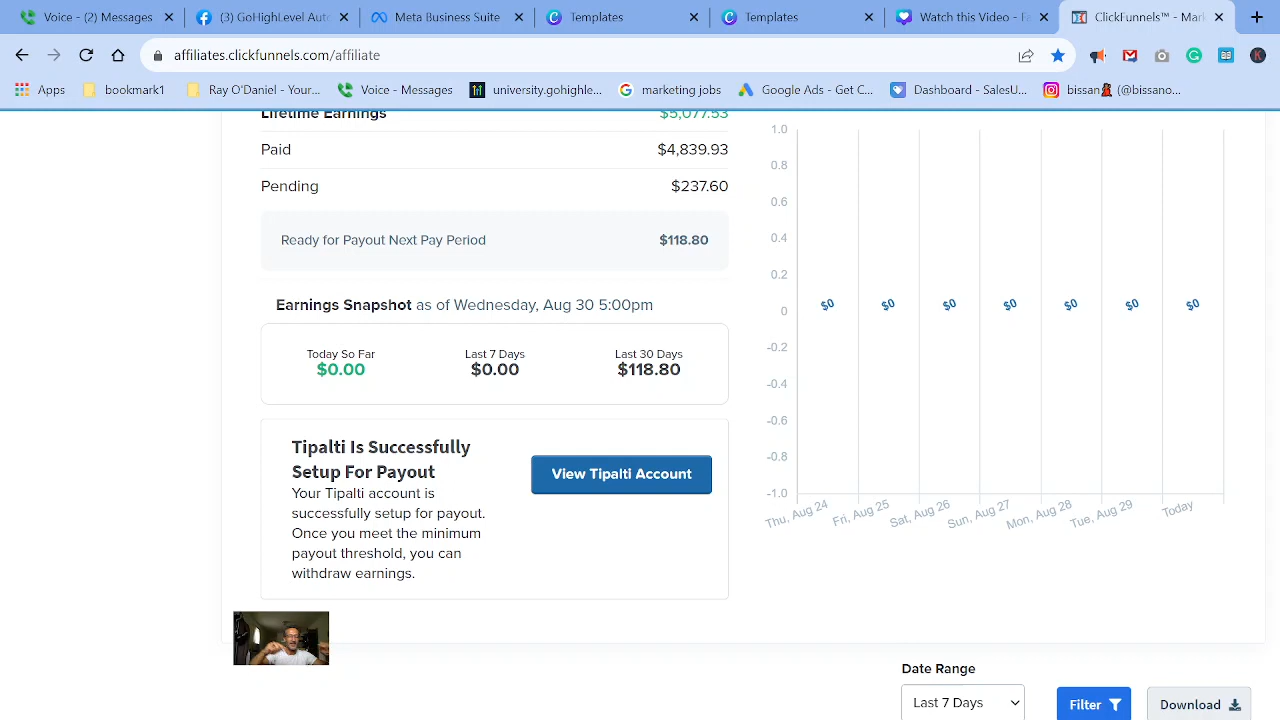 Voice - (2) Messages
(3) GoHighLevel - Auto
Meta Business Suite
Template
Template
Watch the Video - Fe
Clickfunnels™ - Mark
affiliates.clickfunnels.com/affiliate
Apps
bookmark1
Ray O'Daniel - Your...
Voice - Messages
university.gohighle...
marketing jobs
Google Ads - Get C...
Dashboard - SalesU...
bissan (@bissan...
K
Lifetime Earnings $5,077.53
Paid $4,839.93
Pending $237.60
Ready for Payout Next Pay Period $118.80
Earnings Snapshot as of Wednesday, Aug 30 5:00pm
Today So Far Last 7 Days Last 30 Days
$0.00 $0.00 $118.80
Tipalti Is Successfully
Setup For Payout
Your Tipalti account is
successfully setup for payout.
Once you meet the minimum
payout threshold, you can
withdraw earnings.
View Tipalti Account
1.0
0.8
0.6
0.4
0.2
0
-0.2
-0.4
-0.6
-0.8
-1.0
$0 $0 $0 $0 $0 $0 $0
Thu, Aug 24 Fri, Aug 25 Sat, Aug 26 Sun, Aug 27 Mon, Aug 28 Tue, Aug 29 Today
Date Range
Last 7 Days Filter Download